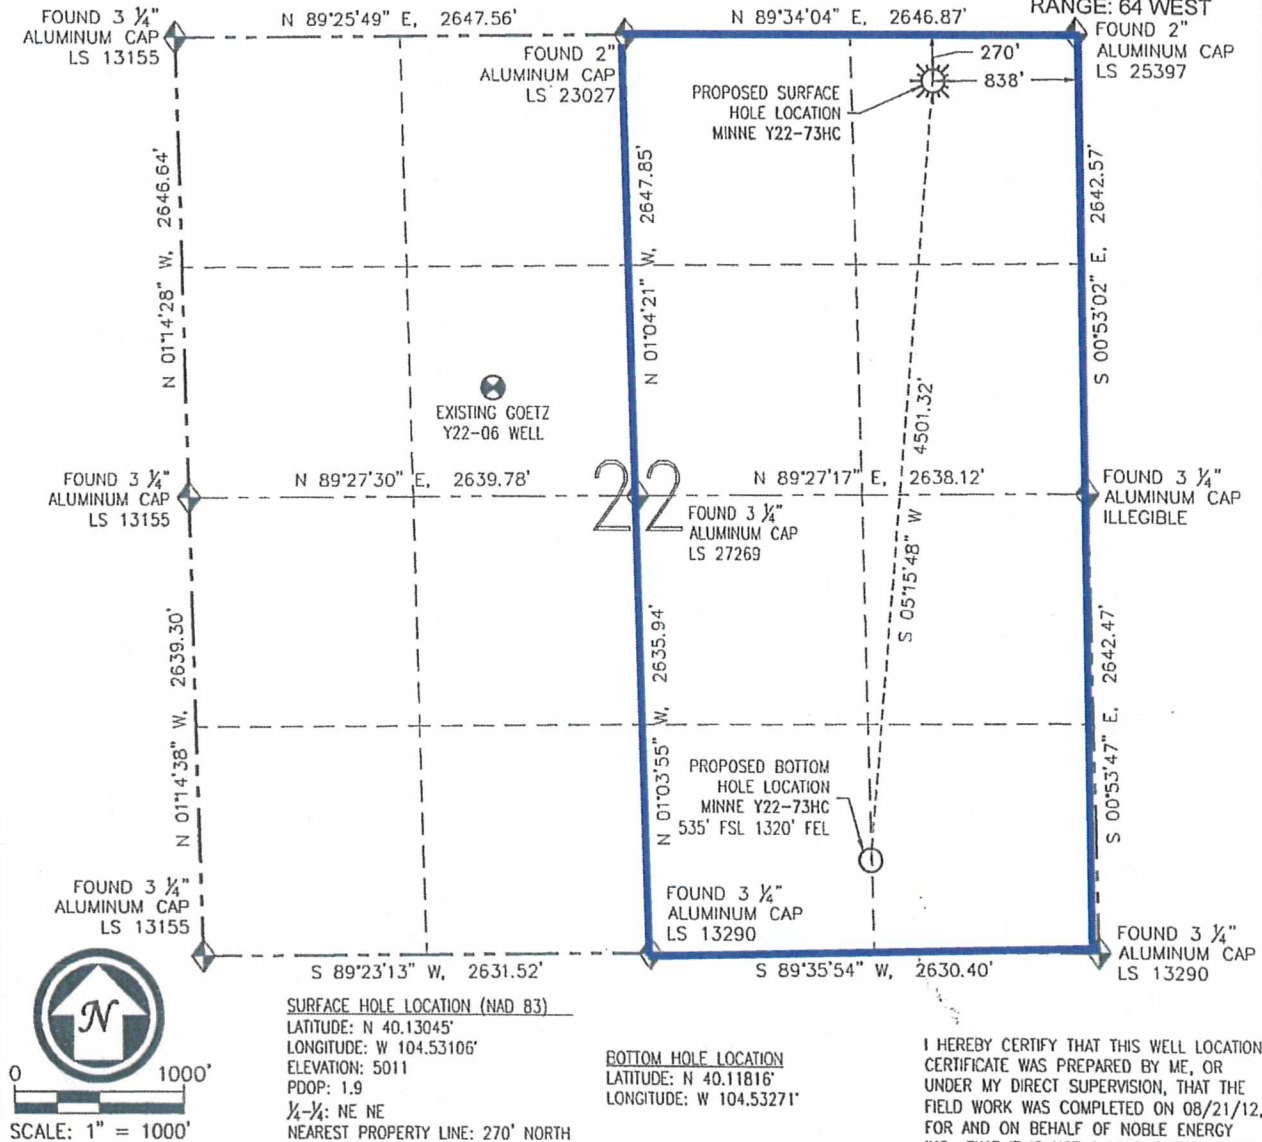 FOUND 3 ¼"
ALUMINUM CAP
LS 13155
N 89°25'49" E, 2647.56'
FOUND 2"
ALUMINUM CAP
LS 23027
N 89°34'04" E, 2646.87'
RANGE: 64 WEST
FOUND 2"
ALUMINUM CAP
LS 25397
270'
838'
PROPOSED SURFACE
HOLE LOCATION
MINNE Y22-73HC
N 01°14'28" W, 2646.64'
N 01°04'21" W, 2647.85'
S 00°53'02" E, 2642.57'
EXISTING GOETZ
Y22-06 WELL
S 05°15'48" W 4501.32'
FOUND 3 ¼"
ALUMINUM CAP
LS 13155
N 89°27'30" E, 2639.78'
22
N 89°27'17" E, 2638.12'
FOUND 3 ¼"
ALUMINUM CAP
LS 27269
FOUND 3 ¼"
ALUMINUM CAP
ILLEGIBLE
N 01°14'38" W, 2639.30'
N 01°03'55" W, 2635.94'
S 00°53'47" E, 2642.47'
PROPOSED BOTTOM
HOLE LOCATION
MINNE Y22-73HC
535' FSL 1320' FEL
FOUND 3 ¼"
ALUMINUM CAP
LS 13155
S 89°23'13" W, 2631.52'
FOUND 3 ¼"
ALUMINUM CAP
LS 13290
S 89°35'54" W, 2630.40'
FOUND 3 ¼"
ALUMINUM CAP
LS 13290
N
0 1000'
SCALE: 1" = 1000'
SURFACE HOLE LOCATION (NAD 83)
LATITUDE: N 40.13045°
LONGITUDE: W 104.53106°
ELEVATION: 5011
PDOP: 1.9
¼-¼: NE NE
NEAREST PROPERTY LINE: 270' NORTH
BOTTOM HOLE LOCATION
LATITUDE: N 40.11816°
LONGITUDE: W 104.53271°
I HEREBY CERTIFY THAT THIS WELL LOCATION
CERTIFICATE WAS PREPARED BY ME, OR
UNDER MY DIRECT SUPERVISION, THAT THE
FIELD WORK WAS COMPLETED ON 08/21/12,
FOR AND ON BEHALF OF NOBLE ENERGY